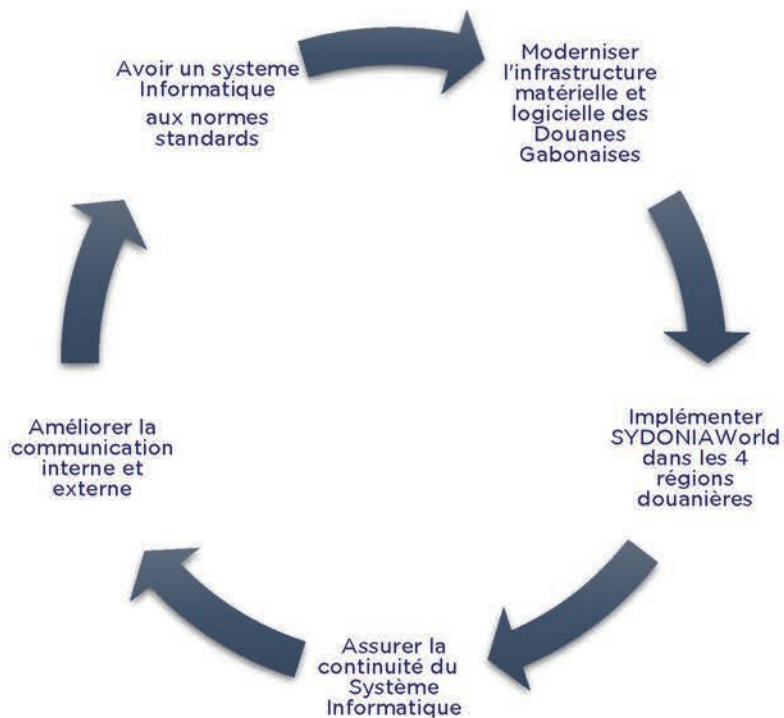 Avoir un systeme
Informatique
aux normes
standards
Moderniser
l'infrastructure
matérielle et
logicielle des
Douanes
Gabonaises
Implémenter
SYDONIAWorld
dans les 4
régions
douanières
Assurer la
continuité du
Système
Informatique
Améliorer la
communication
interne et
externe